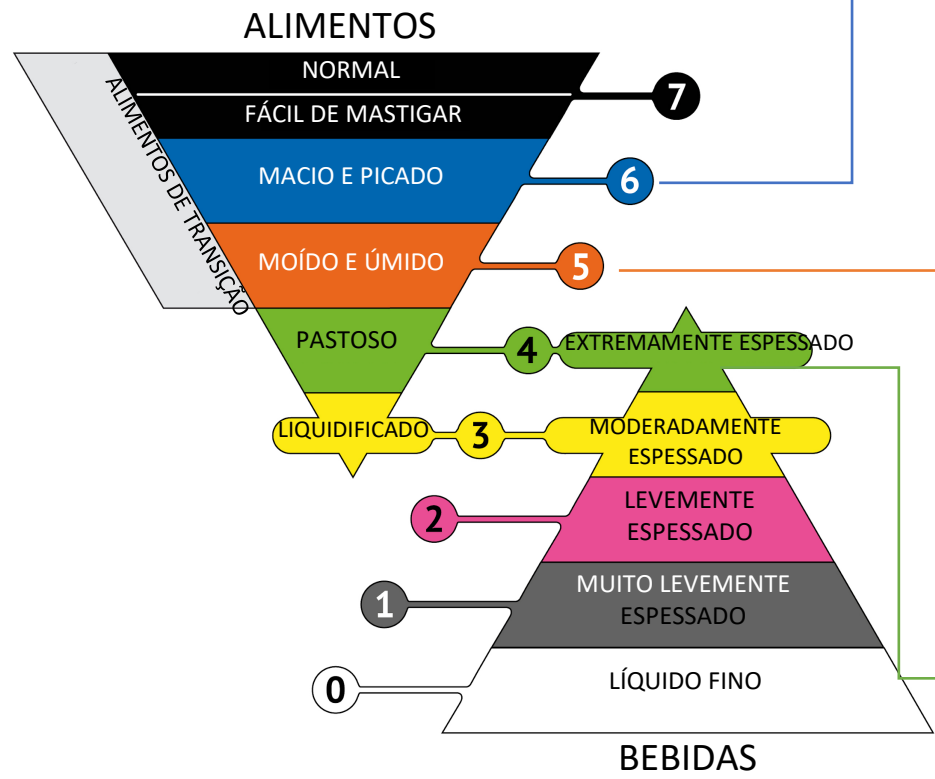 ALIMENTOS
NORMAL
7
FÁCIL DE MASTIGAR
ALIMENTOS DE TRANSIÇÃO
MACIO E PICADO
6
MOÍDO E ÚMIDO
5
PASTOSO
4
EXTREMAMENTE ESPESSADO
LIQUIDIFICADO
3
MODERADAMENTE
ESPESSADO
2
LEVEMENTE
ESPESSADO
1
MUITO LEVEMENTE
ESPESSADO
0
LÍQUIDO FINO
BEBIDAS